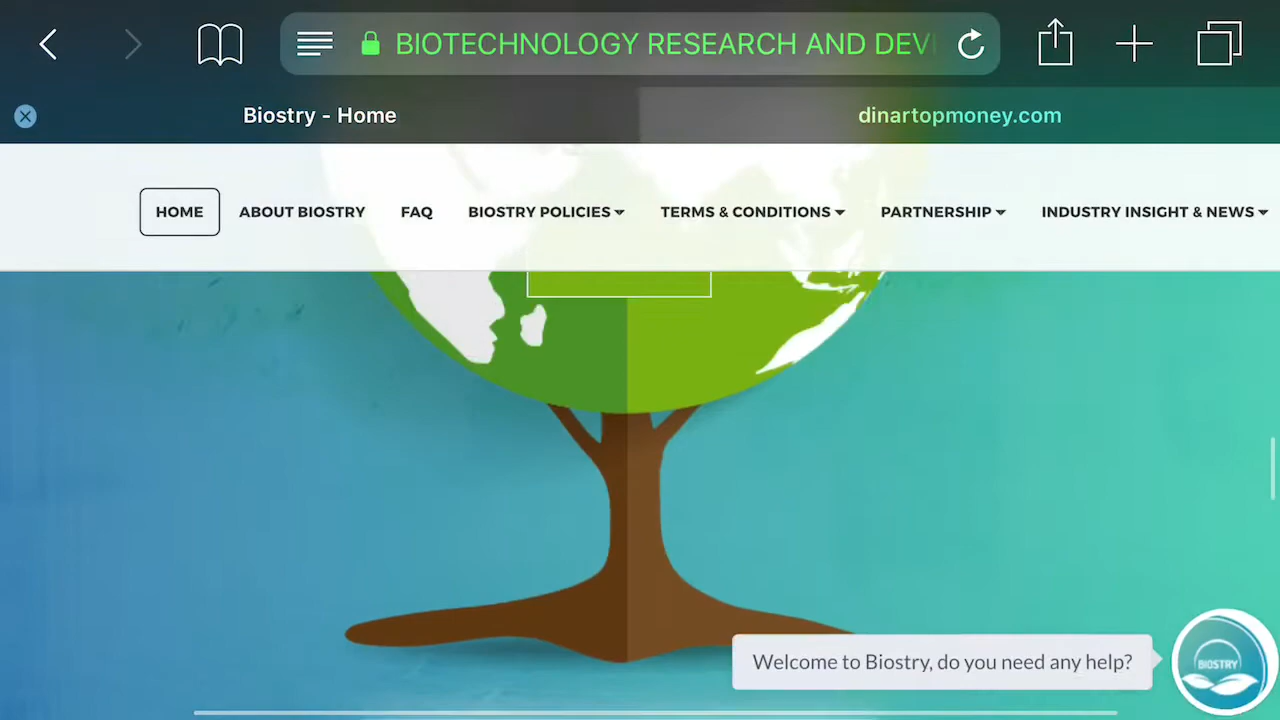 BIOTECHNOLOGY RESEARCH AND DEV
Biostry - Home
dinartopmoney.com
HOME
ABOUT BIOSTRY
FAQ
BIOSTRY POLICIES
TERMS & CONDITIONS
PARTNERSHIP
INDUSTRY INSIGHT & NEWS
Welcome to Biostry, do you need any help?
BIOSTRY